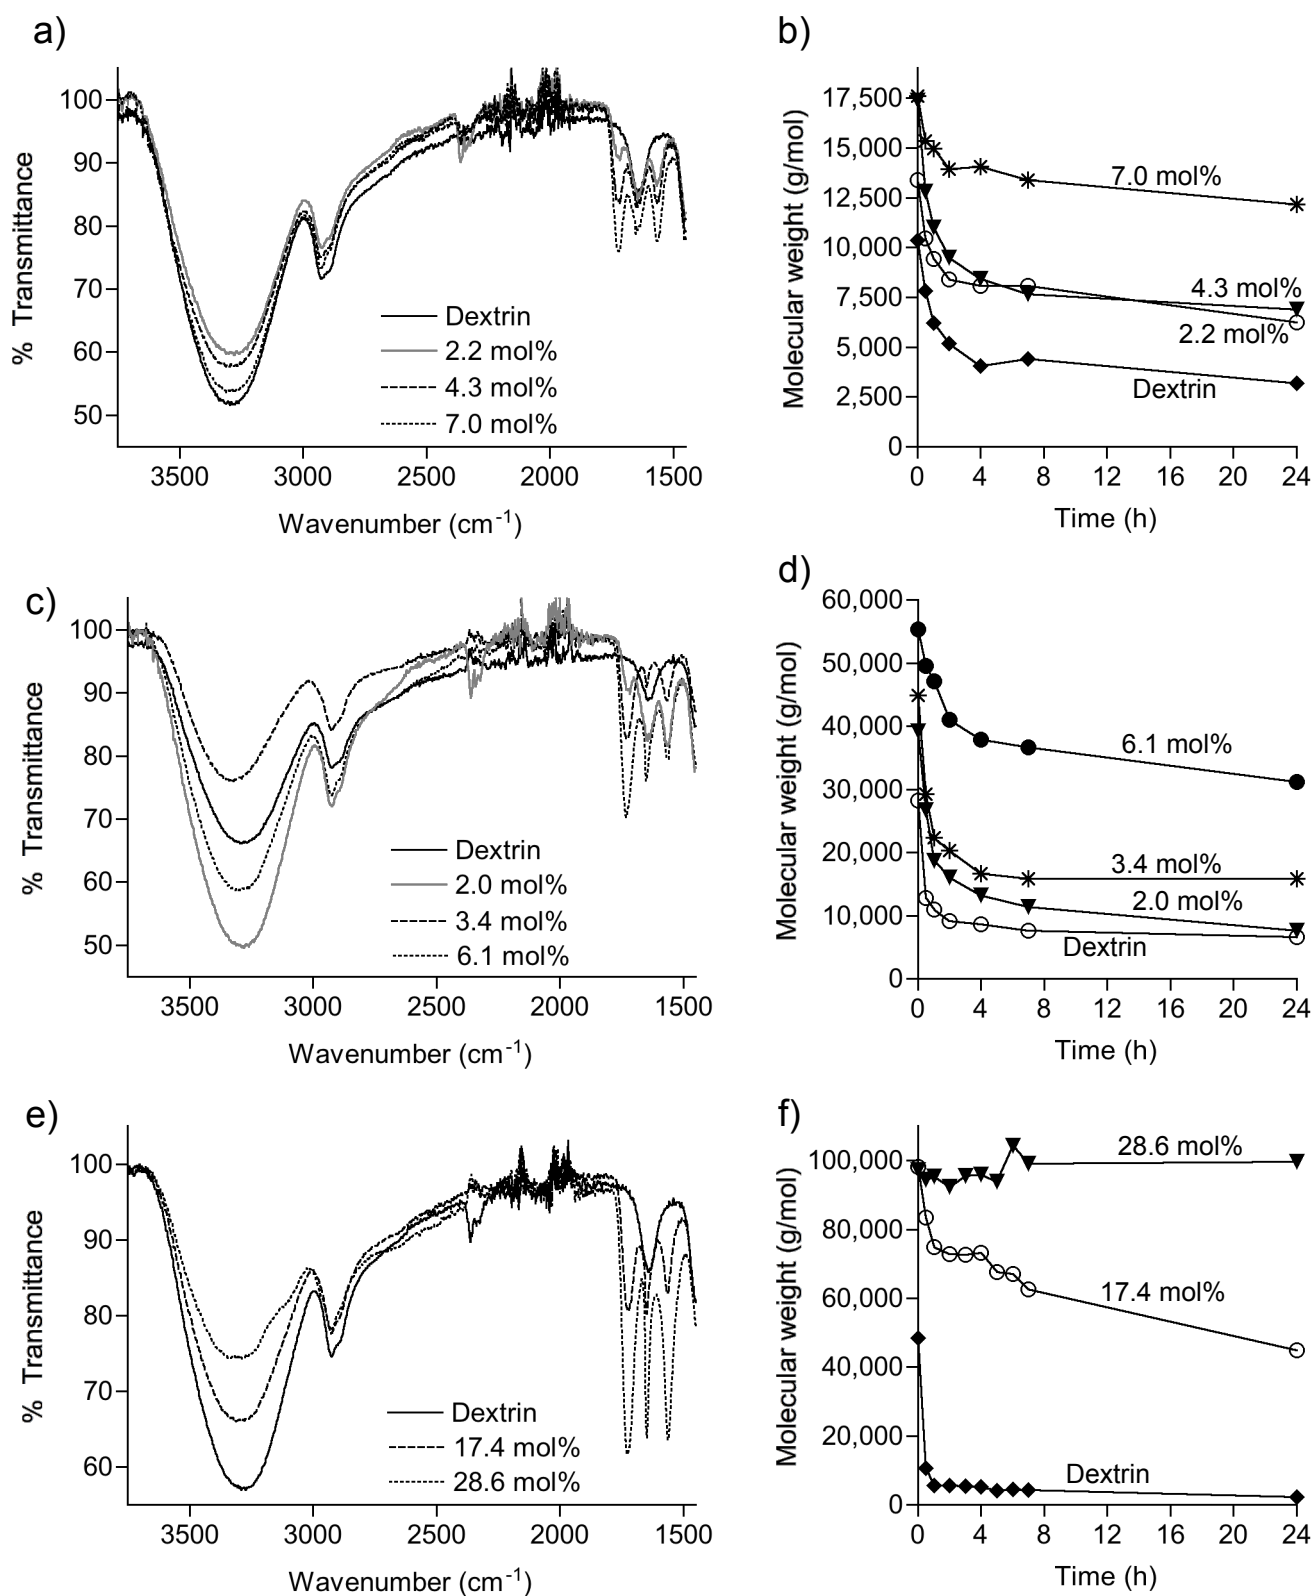 a)
100
90
80
70
60
50
% Transmittance
Dextrin
2.2 mol%
4.3 mol%
7.0 mol%
3500 3000 2500 2000 1500
Wavenumber (cm⁻¹)
b)
17,500
15,000
12,500
10,000
7,500
5,000
2,500
0
Molecular weight (g/mol)
7.0 mol%
4.3 mol%
2.2 mol%
Dextrin
0 4 8 12 16 20 24
Time (h)
c)
100
90
80
70
60
50
% Transmittance
Dextrin
2.0 mol%
3.4 mol%
6.1 mol%
3500 3000 2500 2000 1500
Wavenumber (cm⁻¹)
d)
60,000
50,000
40,000
30,000
20,000
10,000
0
Molecular weight (g/mol)
6.1 mol%
3.4 mol%
2.0 mol%
Dextrin
0 4 8 12 16 20 24
Time (h)
e)
100
90
80
70
60
% Transmittance
Dextrin
17.4 mol%
28.6 mol%
3500 3000 2500 2000 1500
Wavenumber (cm⁻¹)
f)
100,000
80,000
60,000
40,000
20,000
0
Molecular weight (g/mol)
28.6 mol%
17.4 mol%
Dextrin
0 4 8 12 16 20 24
Time (h)